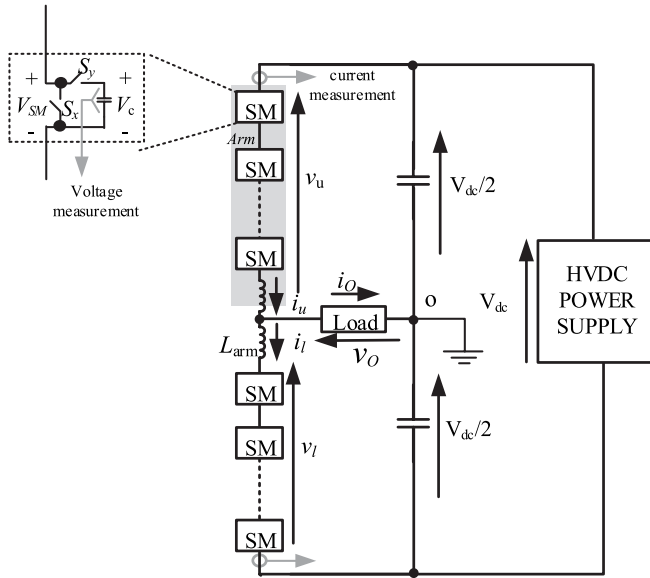 S_y
+ +
V_SM S_x V_c
- -
Voltage
measurement
current
measurement
SM
Arm
SM
v_u
SM
V_dc/2
i_u
i_O
o
V_dc
HVDC
POWER
SUPPLY
Load
L_arm
i_l
v_O
SM
SM
v_l
V_dc/2
SM